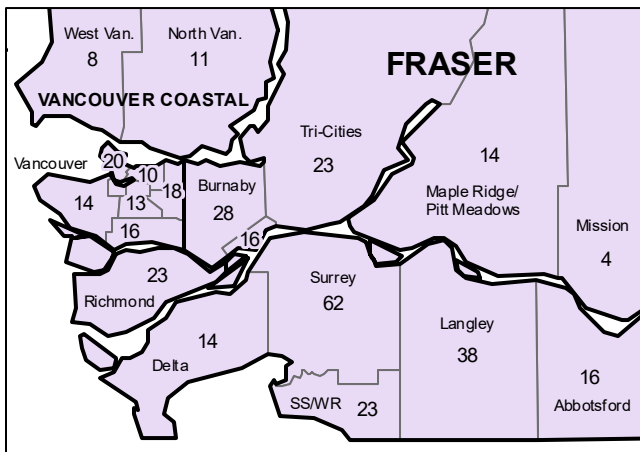 West Van.
8
North Van.
11
FRASER
VANCOUVER COASTAL
Tri-Cities
23
Vancouver
20
10
18
14
13
16
Burnaby
28
16
14
Maple Ridge/
Pitt Meadows
Mission
4
23
Richmond
Surrey
62
Langley
38
14
Delta
SS/WR
23
16
Abbotsford